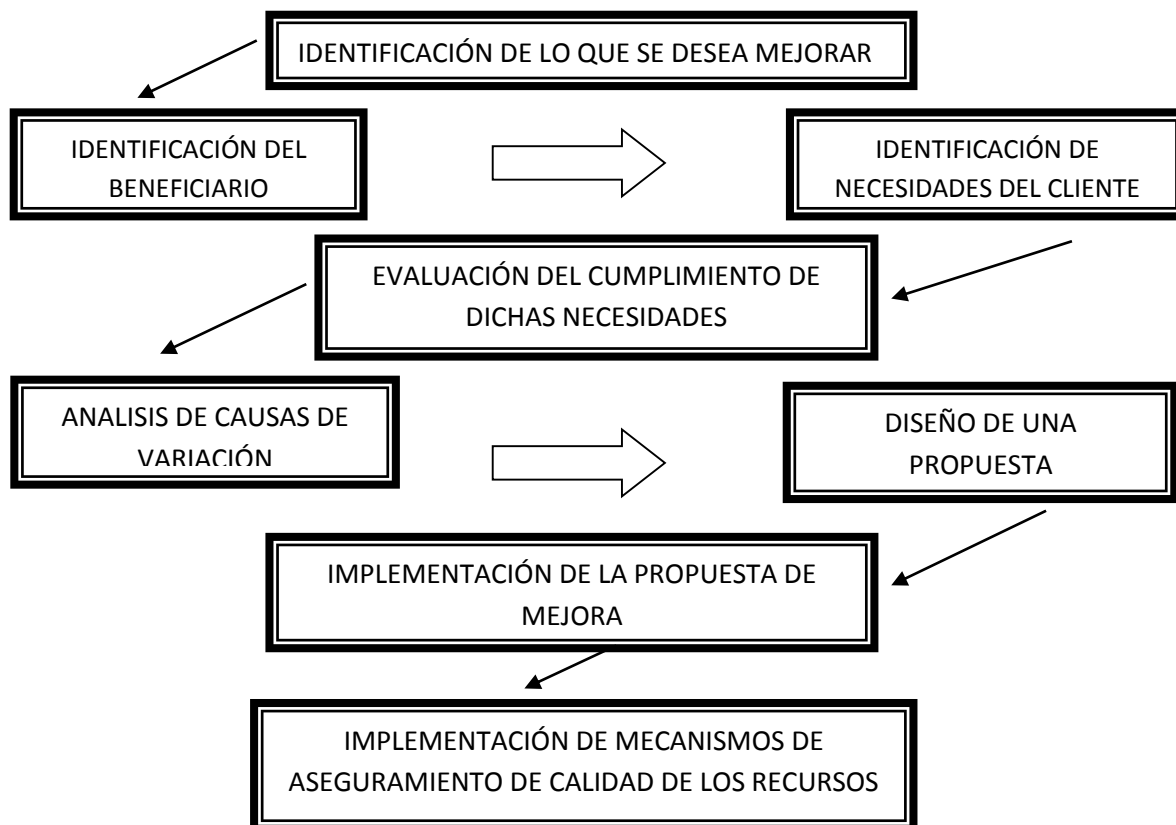 IDENTIFICACIÓN DE LO QUE SE DESEA MEJORAR
IDENTIFICACIÓN DEL
BENEFICIARIO
IDENTIFICACIÓN DE
NECESIDADES DEL CLIENTE
EVALUACIÓN DEL CUMPLIMIENTO DE
DICHAS NECESIDADES
ANALISIS DE CAUSAS DE
VARIACIÓN
DISEÑO DE UNA
PROPUESTA
IMPLEMENTACIÓN DE LA PROPUESTA DE
MEJORA
IMPLEMENTACIÓN DE MECANISMOS DE
ASEGURAMIENTO DE CALIDAD DE LOS RECURSOS